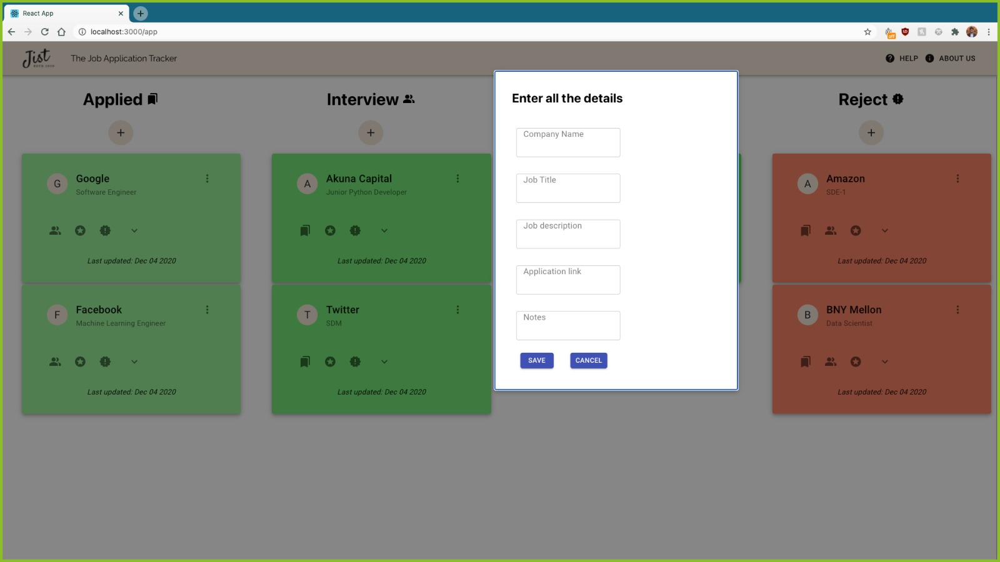 React App
localhost:3000/app
off
Jist
ESTD 2020
The Job Application Tracker
HELP
ABOUT US
Applied
Interview
Reject
G
Google
Software Engineer
Last updated: Dec 04 2020
F
Facebook
Machine Learning Engineer
Last updated: Dec 04 2020
A
Akuna Capital
Junior Python Developer
Last updated: Dec 04 2020
T
Twitter
SDM
Last updated: Dec 04 2020
Enter all the details
Company Name
Job Title
Job description
Application link
Notes
SAVE
CANCEL
A
Amazon
SDE-1
Last updated: Dec 04 2020
B
BNY Mellon
Data Scientist
Last updated: Dec 04 2020